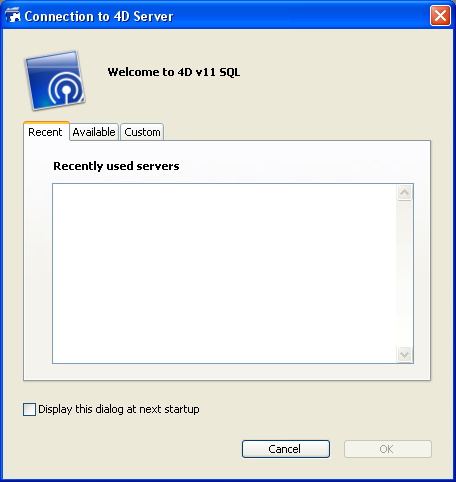 Connection to 4D Server
Welcome to 4D v11 SQL
Recent Available Custom
Recently used servers
Display this dialog at next startup
Cancel OK